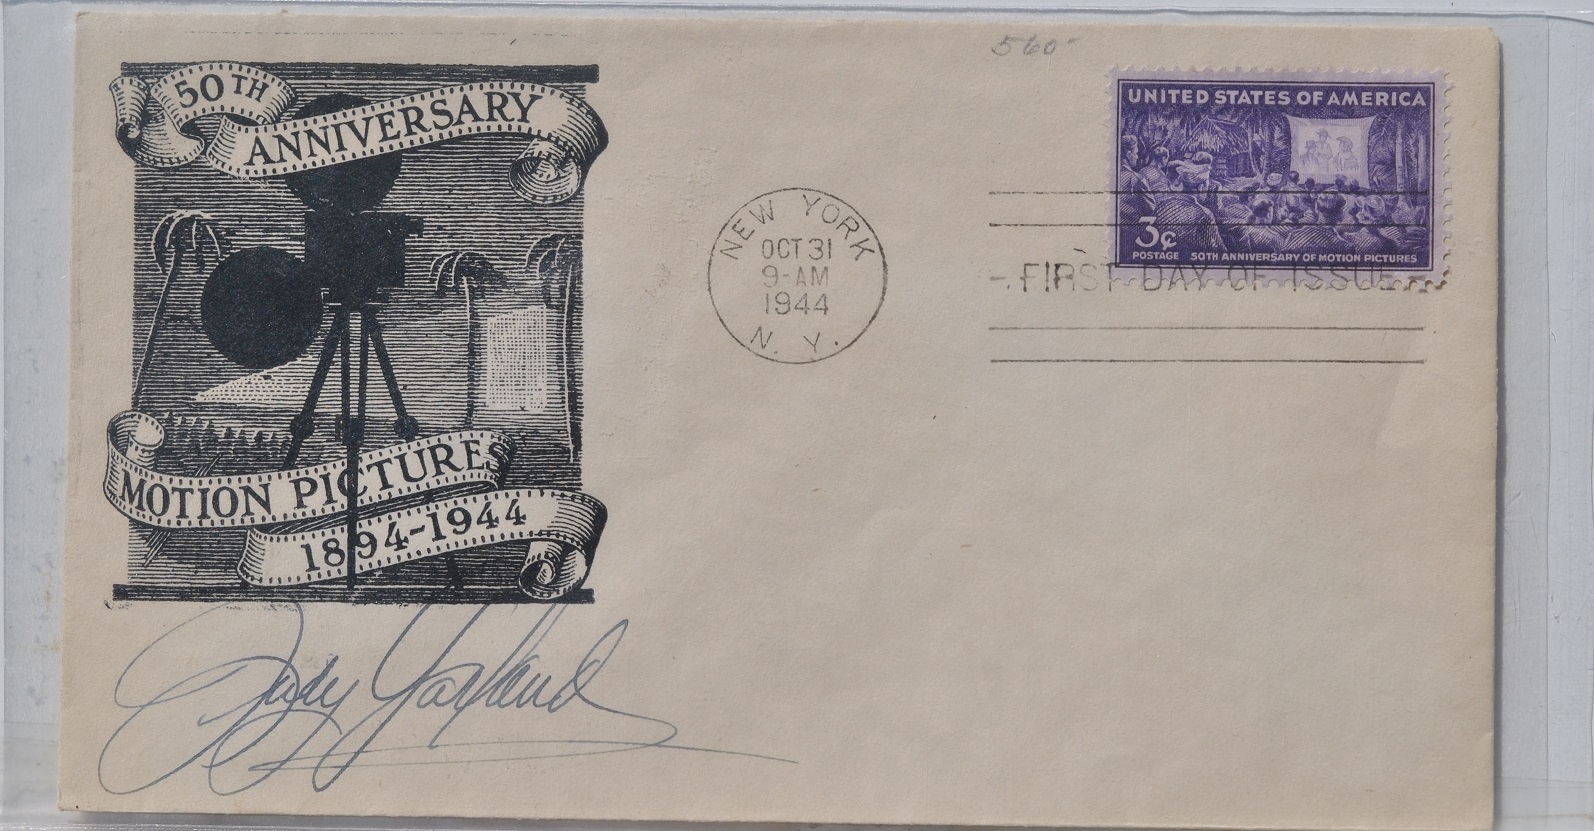 560-
50TH
ANNIVERSARY
UNITED STATES OF AMERICA
3¢
POSTAGE 50TH ANNIVERSARY OF MOTION PICTURES
NEW YORK
OCT 31
9-AM
1944
N. Y.
FIRST DAY OF ISSUE
MOTION PICTURES
1894-1944
Judy Garland